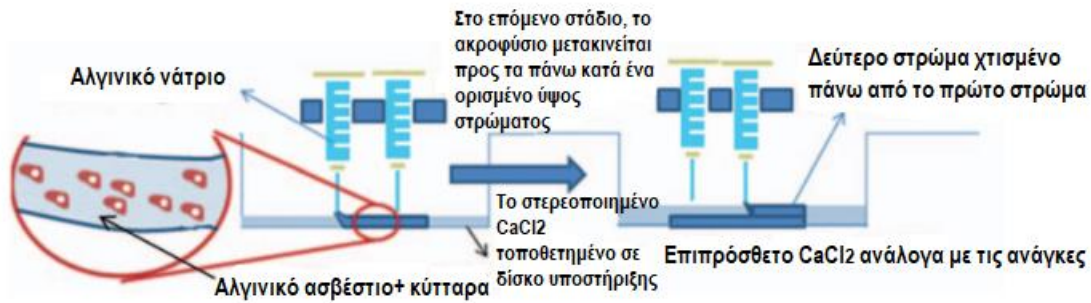 Στο επόμενο στάδιο, το
ακροφύσιο μετακινείται
προς τα πάνω κατά ένα
ορισμένο ύψος
στρώματος
Αλγινικό νάτριο
Δεύτερο στρώμα χτισμένο
πάνω από το πρώτο στρώμα
Το στερεοποιημένο
CaCl2
τοποθετημένο σε
δίσκο υποστήριξης
Αλγινικό ασβέστιο+ κύτταρα
Επιπρόσθετο CaCl2 ανάλογα με τις ανάγκες